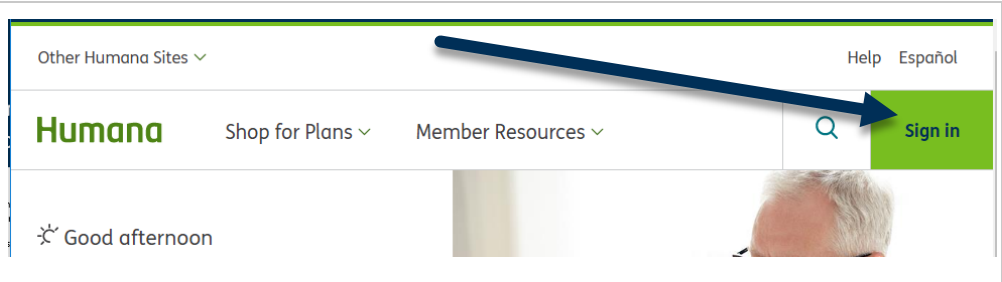 Other Humana Sites
Help Español
Humana Shop for Plans Member Resources Sign in
Good afternoon